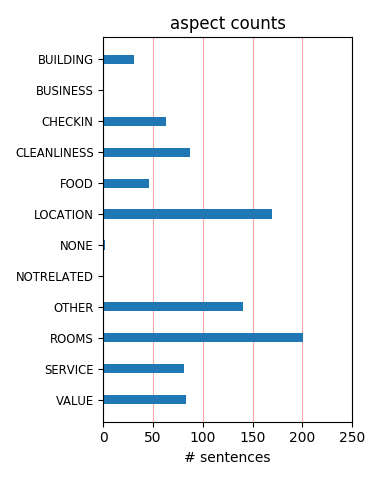 aspect counts
BUILDING
BUSINESS
CHECKIN
CLEANLINESS
FOOD
LOCATION
NONE
NOTRELATED
OTHER
ROOMS
SERVICE
VALUE
0 50 100 150 200 250
# sentences